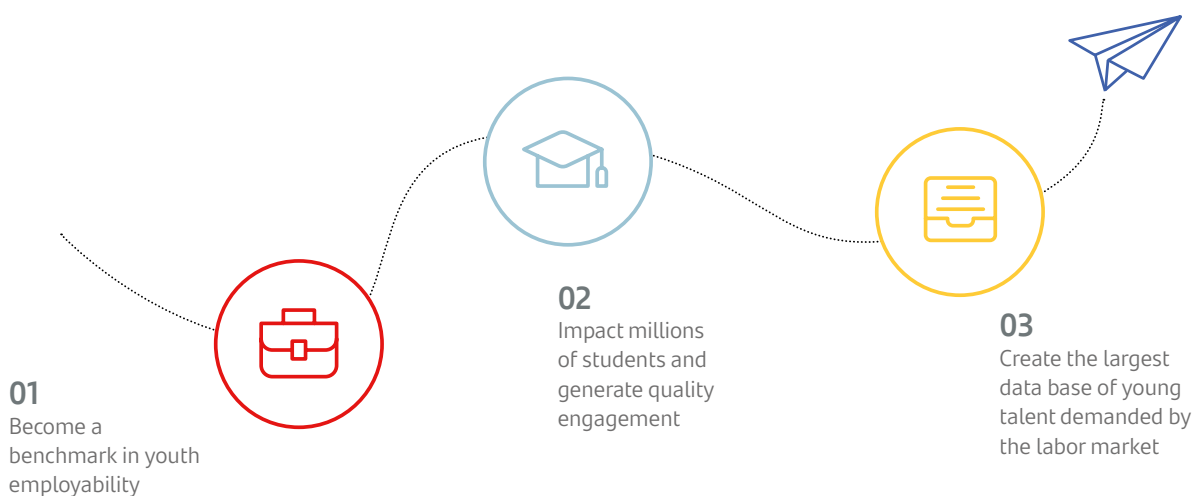 01
Become a
benchmark in youth
employability
02
Impact millions
of students and
generate quality
engagement
03
Create the largest
data base of young
talent demanded by
the labor market